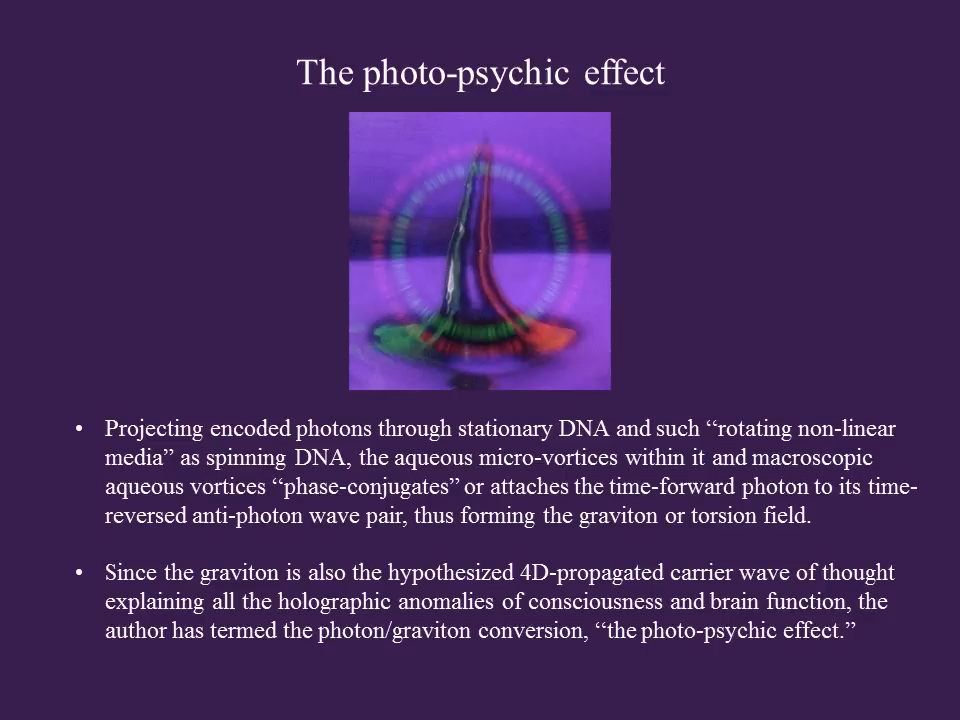 The photo-psychic effect
• Projecting encoded photons through stationary DNA and such “rotating non-linear
media” as spinning DNA, the aqueous micro-vortices within it and macroscopic
aqueous vortices “phase-conjugates” or attaches the time-forward photon to its time-
reversed anti-photon wave pair, thus forming the graviton or torsion field.
• Since the graviton is also the hypothesized 4D-propagated carrier wave of thought
explaining all the holographic anomalies of consciousness and brain function, the
author has termed the photon/graviton conversion, “the photo-psychic effect.”